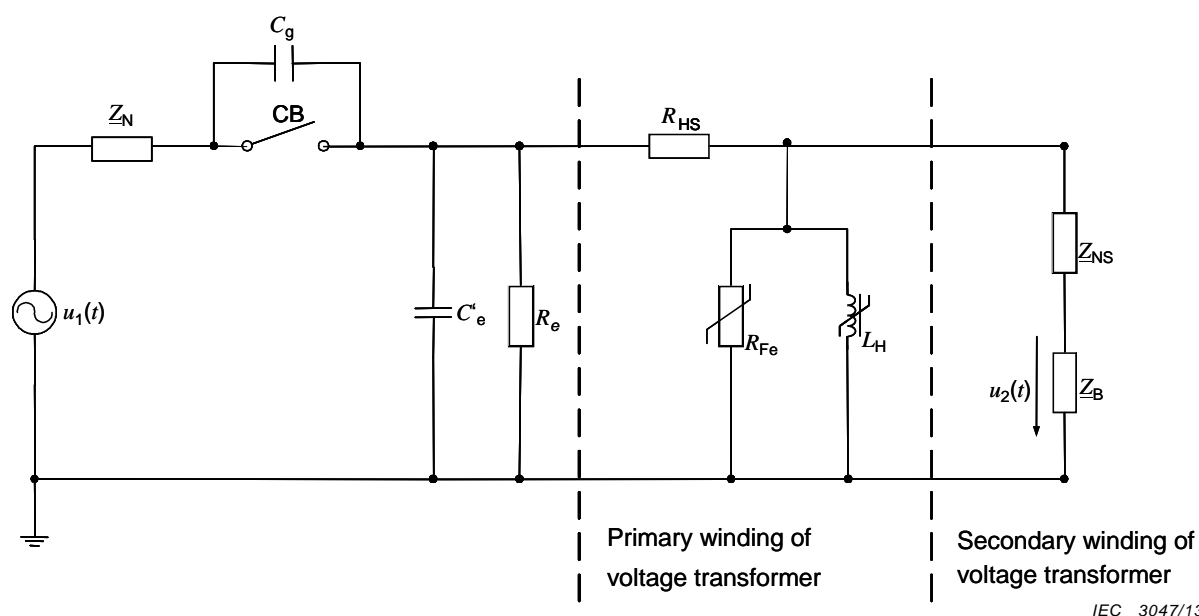 C_g
CB
Z_N
R_HS
u_1(t)
C'_e
R_e
R_Fe
L_H
Z_NS
u_2(t)
Z_B
Primary winding of
voltage transformer
Secondary winding of
voltage transformer
IEC 3047/13